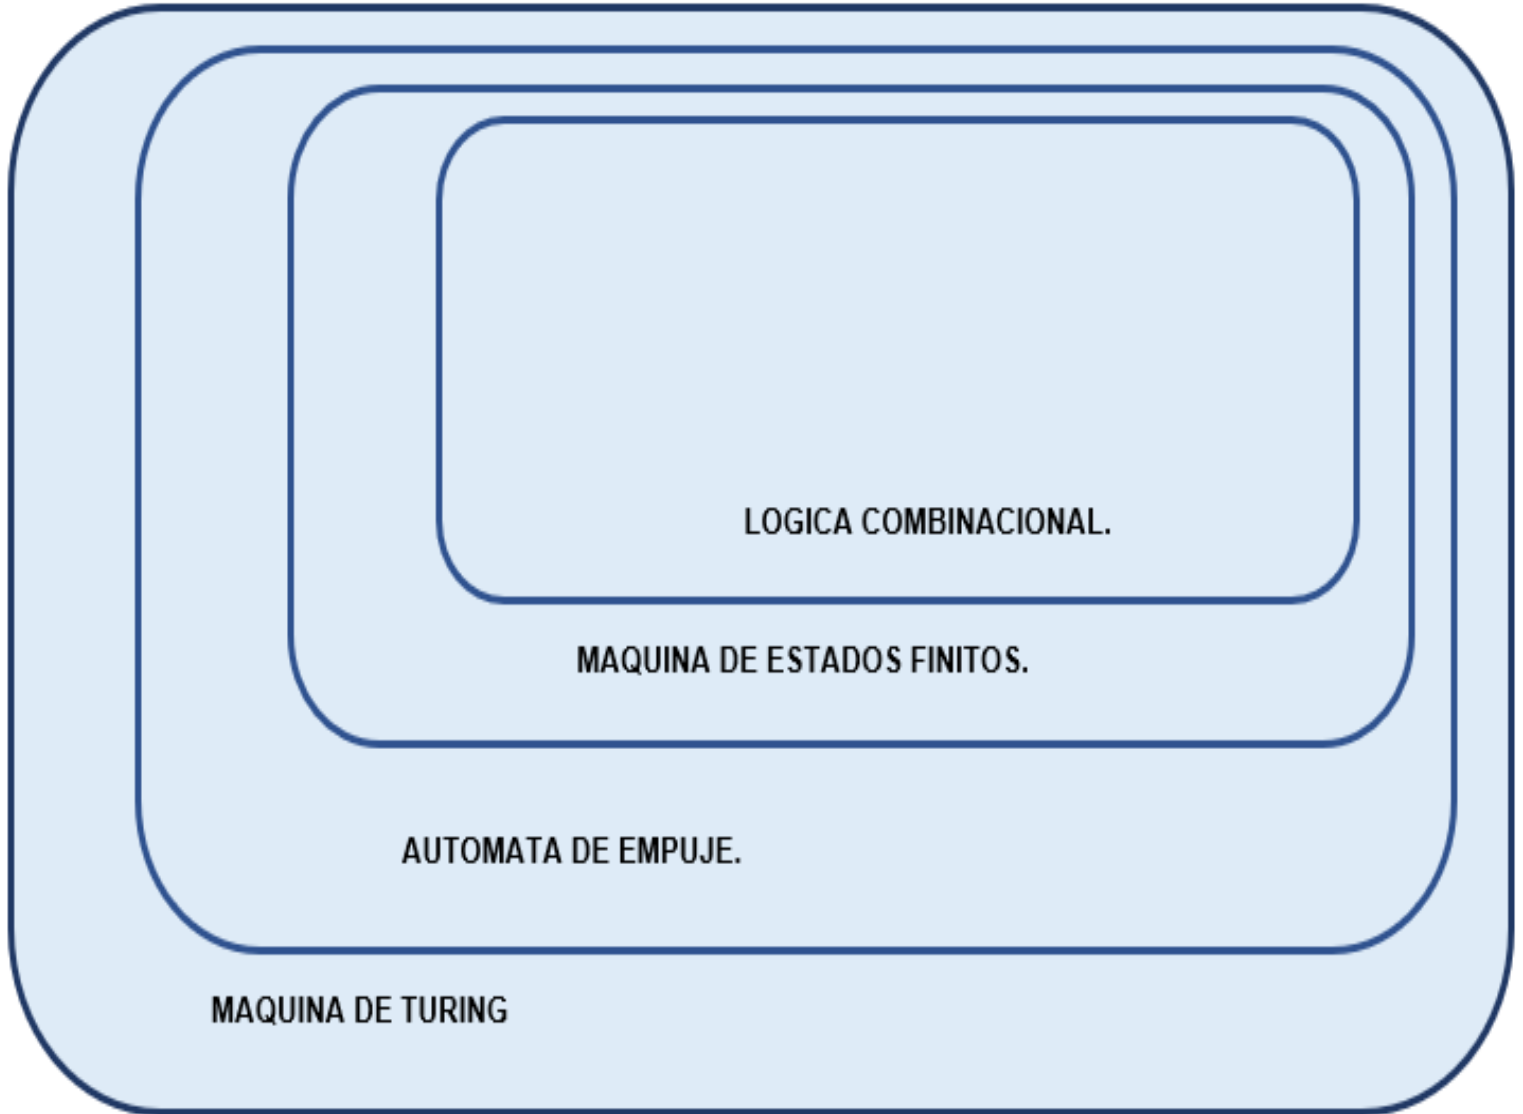 LOGICA COMBINACIONAL.
MAQUINA DE ESTADOS FINITOS.
AUTOMATA DE EMPUJE.
MAQUINA DE TURING